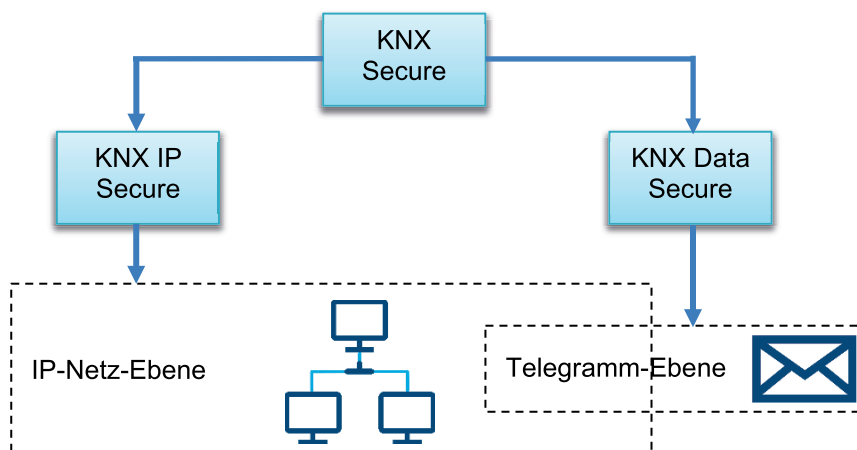 KNX
Secure
KNX IP
Secure
KNX Data
Secure
IP-Netz-Ebene
Telegramm-Ebene